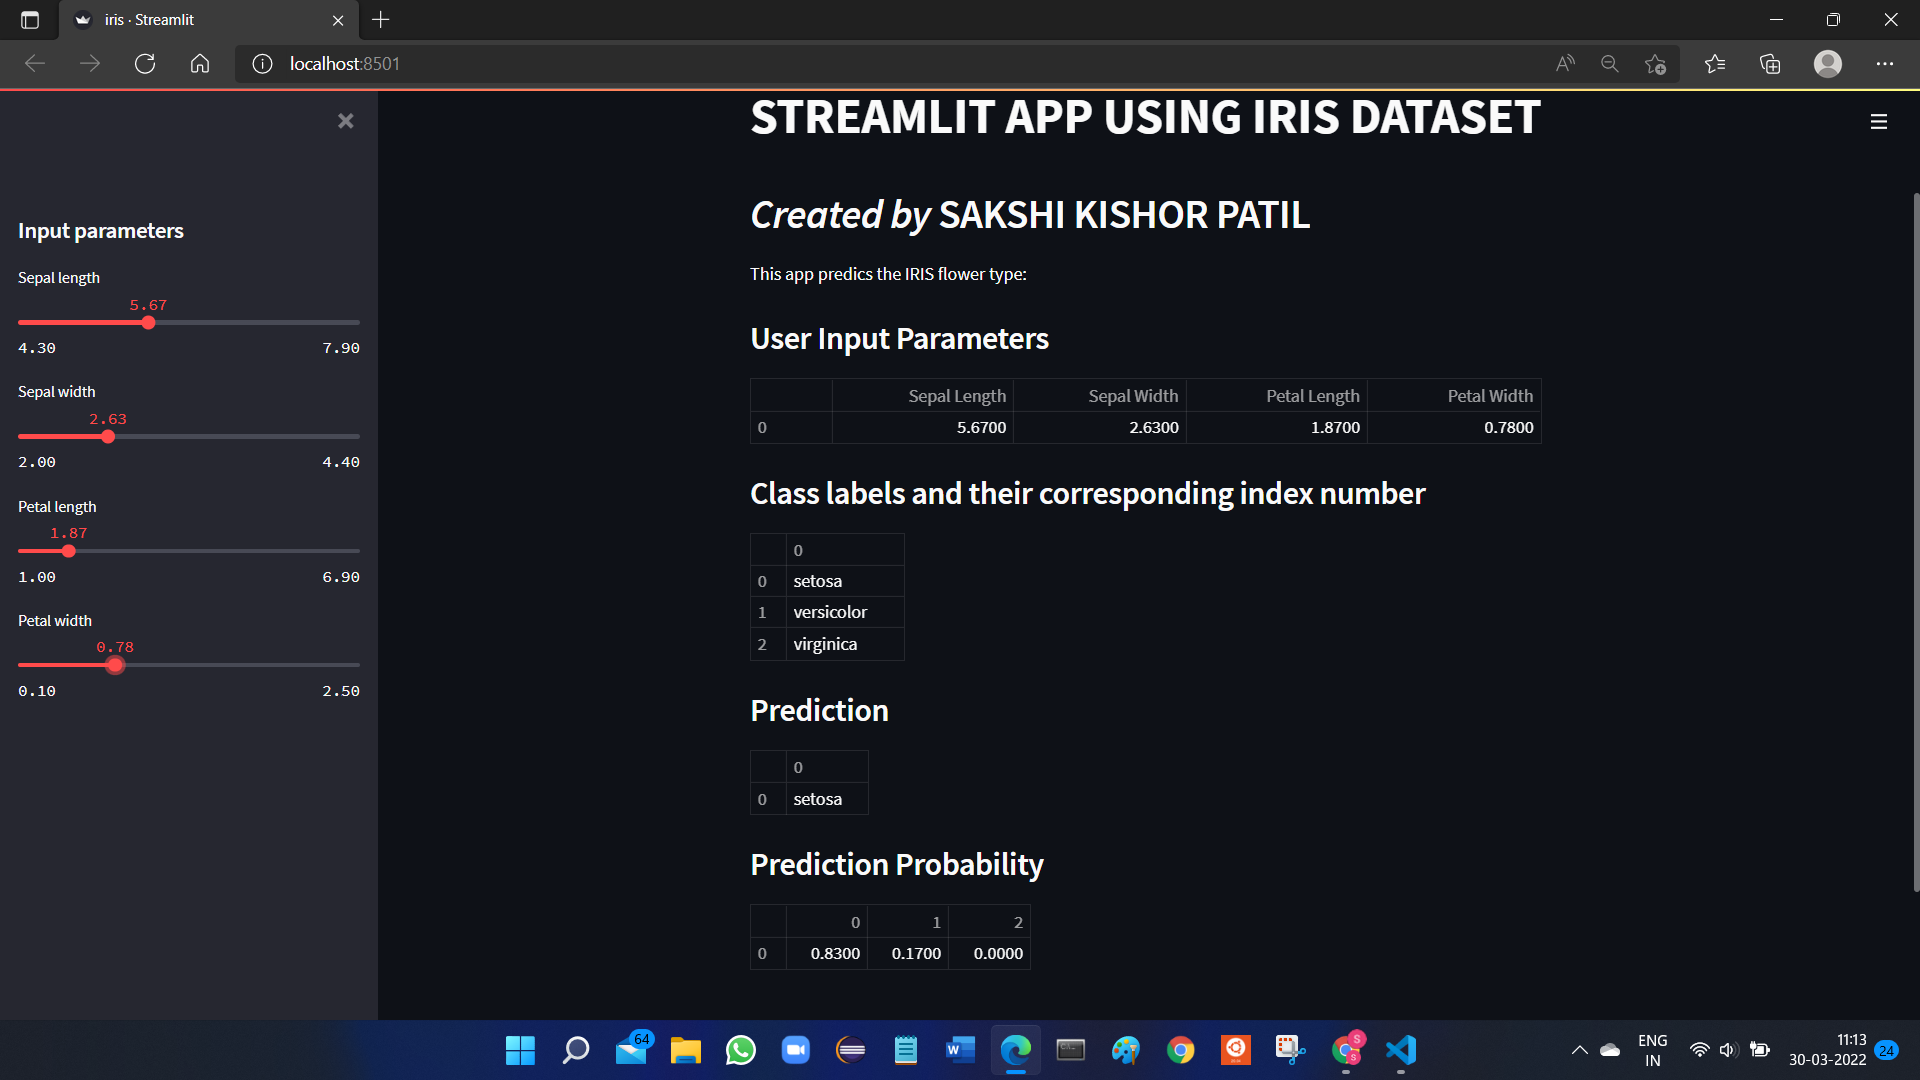 iris · Streamlit
localhost:8501
Input parameters
Sepal length
5.67
4.30 7.90
Sepal width
2.63
2.00 4.40
Petal length
1.87
1.00 6.90
Petal width
0.78
0.10 2.50
STREAMLIT APP USING IRIS DATASET
Created by SAKSHI KISHOR PATIL
This app predics the IRIS flower type:
User Input Parameters
Sepal Length Sepal Width Petal Length Petal Width
0 5.6700 2.6300 1.8700 0.7800
Class labels and their corresponding index number
0
0 setosa
1 versicolor
2 virginica
Prediction
0
0 setosa
Prediction Probability
0 1 2
0 0.8300 0.1700 0.0000
64
W
S
S
ENG
IN
11:13
30-03-2022
24